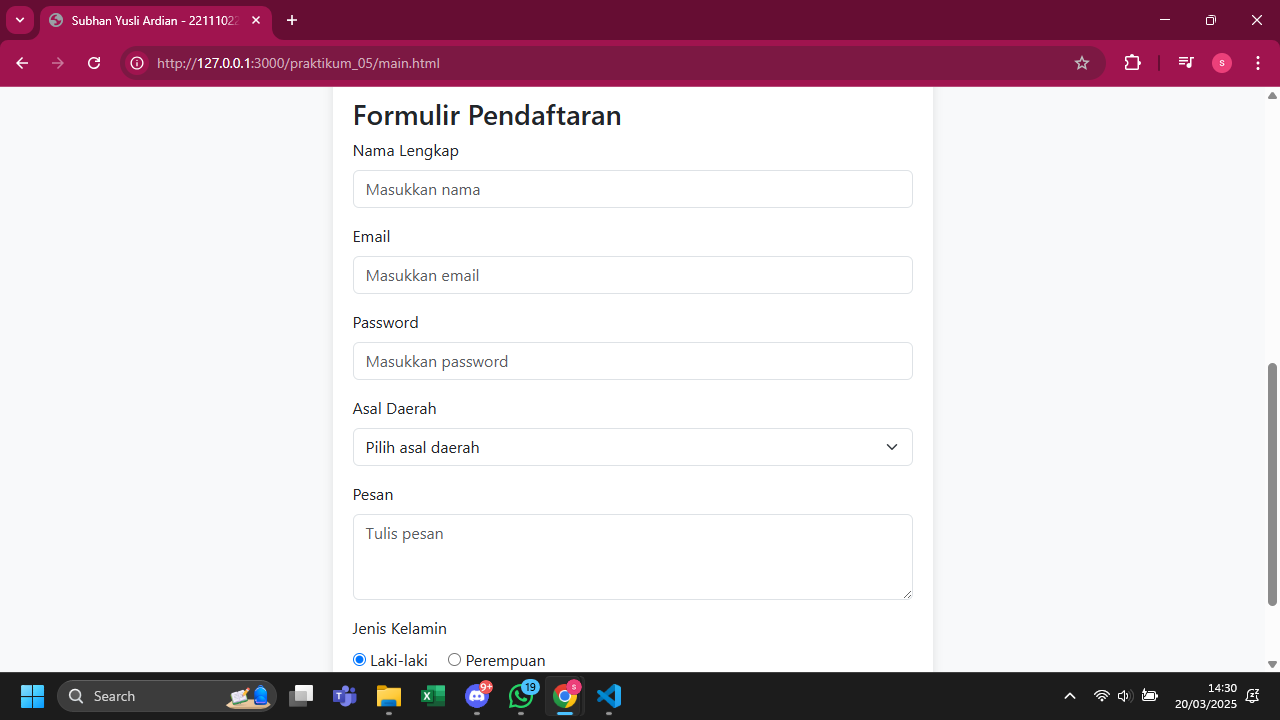 Subhan Yusli Ardian - 22111022
http://127.0.0.1:3000/praktikum_05/main.html
s
Formulir Pendaftaran
Nama Lengkap
Masukkan nama
Email
Masukkan email
Password
Masukkan password
Asal Daerah
Pilih asal daerah
Pesan
Tulis pesan
Jenis Kelamin
Laki-laki Perempuan
Search
9+
19
s
14:30
20/03/2025